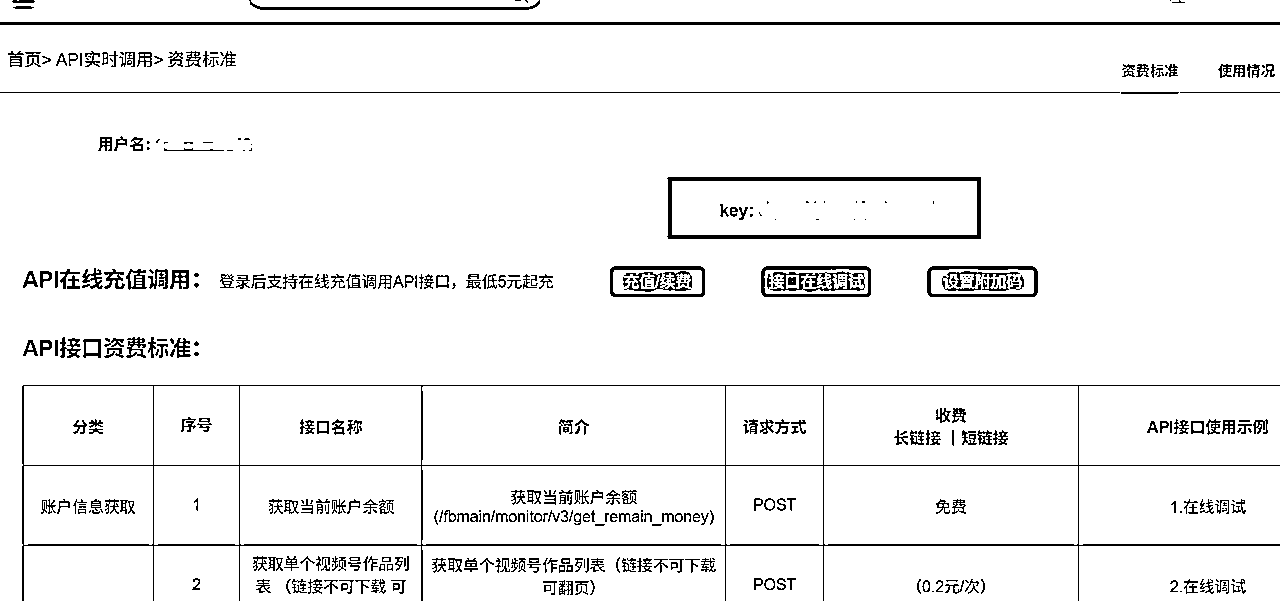 首页> API实时调用> 资费标准
资费标准
使用情况
用户名:
key:
API在线充值调用： 登录后支持在线充值调用API接口，最低5元起充
充值/续费
接口在线调试
设置附加码
API接口资费标准：
分类
序号
接口名称
简介
请求方式
收费
长链接 | 短链接
API接口使用示例
账户信息获取
1
获取当前账户余额
获取当前账户余额
(/fbmain/monitor/v3/get_remain_money)
POST
免费
1.在线调试
2
获取单个视频号作品列
表 （链接不可下载 可
获取单个视频号作品列表（链接不可下载
可翻页）
POST
（0.2元/次）
2.在线调试